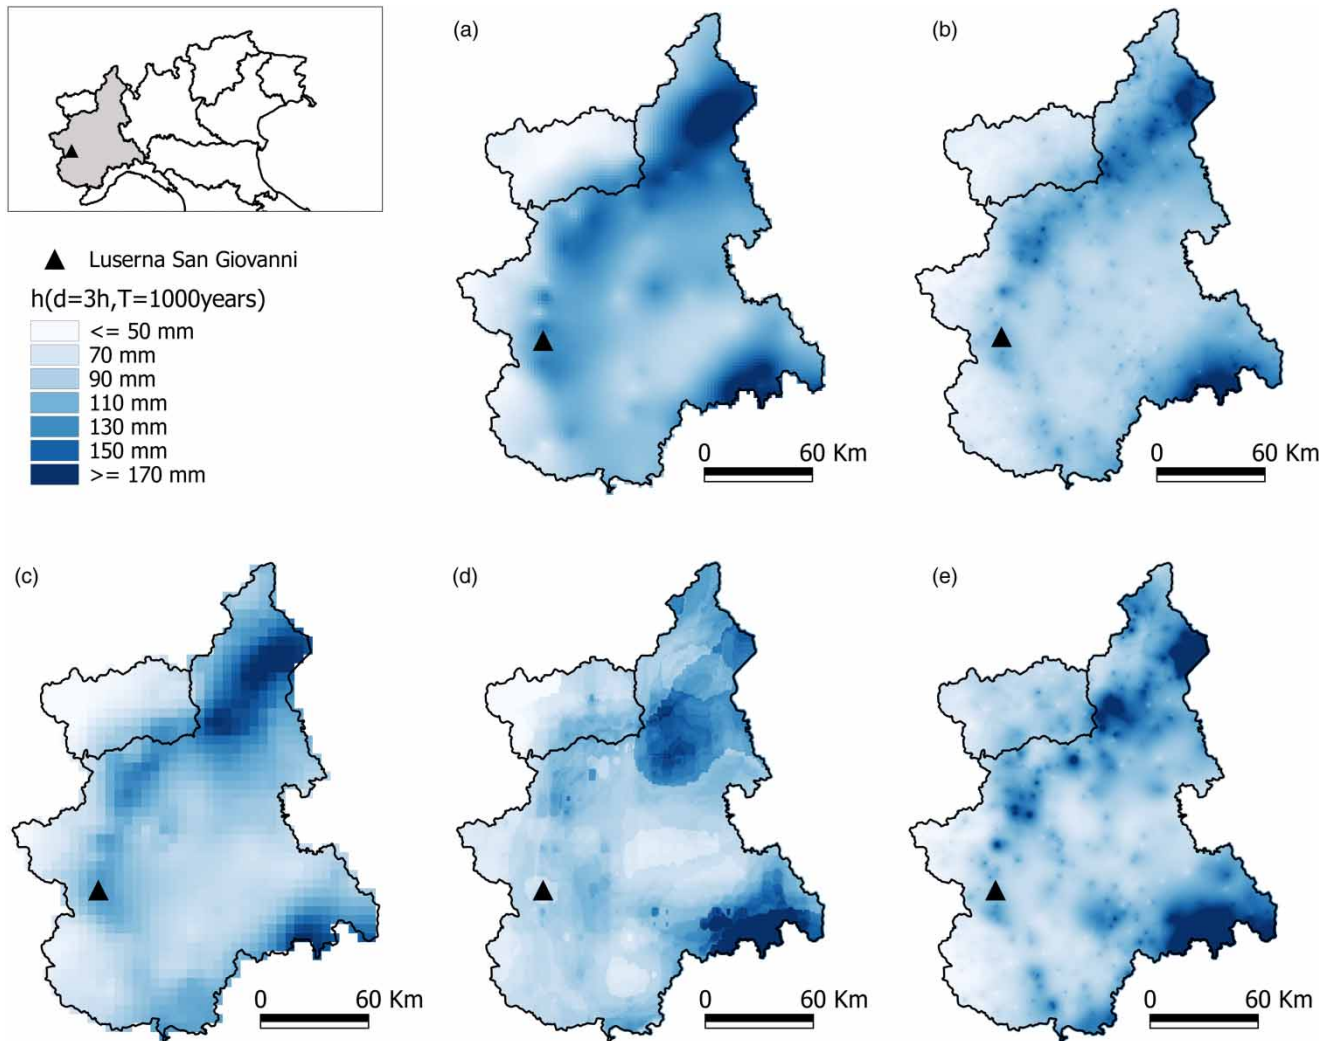 (a)
(b)
Luserna San Giovanni
h(d=3h,T=1000years)
<= 50 mm
70 mm
90 mm
110 mm
130 mm
150 mm
>= 170 mm
0 60 Km
0 60 Km
(c)
(d)
(e)
0 60 Km
0 60 Km
0 60 Km